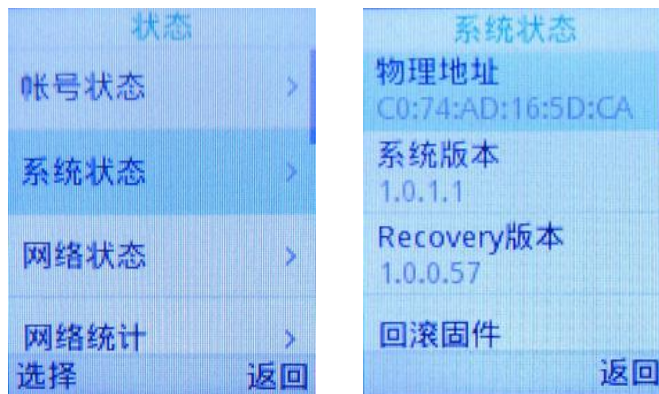 状态
帐号状态
系统状态
网络状态
网络统计
选择 返回
系统状态
物理地址
C0:74:AD:16:5D:CA
系统版本
1.0.1.1
Recovery版本
1.0.0.57
回滚固件
返回